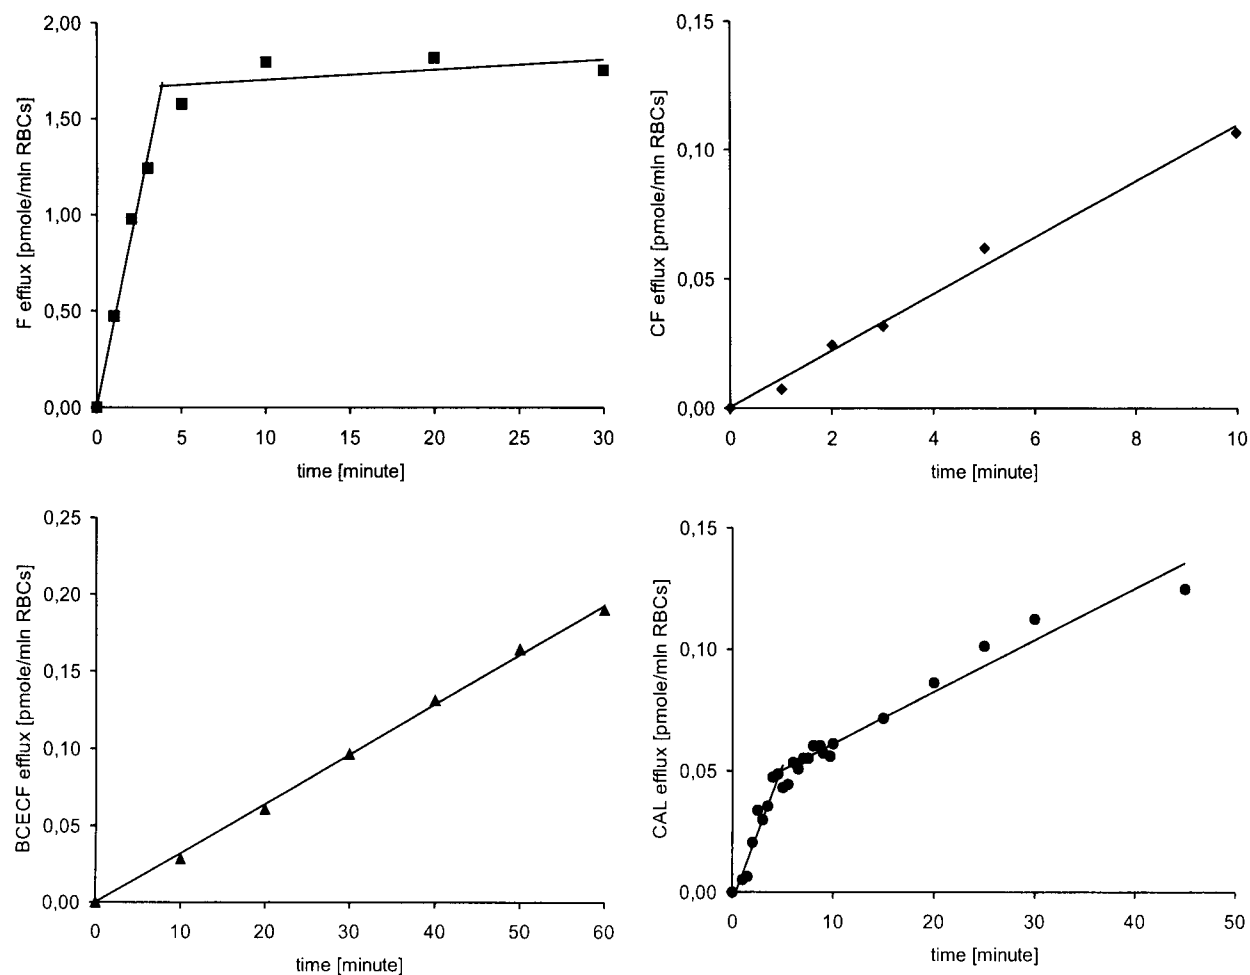 F efflux [pmole/mln RBCs]
2,00
1,50
1,00
0,50
0,00
0 5 10 15 20 25 30
time [minute]
CF efflux [pmole/mln RBCs]
0,15
0,10
0,05
0,00
0 2 4 6 8 10
time [minute]
BCECF efflux [pmole/mln RBCs]
0,25
0,20
0,15
0,10
0,05
0,00
0 10 20 30 40 50 60
time [minute]
CAL efflux [pmole/mln RBCs]
0,15
0,10
0,05
0,00
0 10 20 30 40 50
time [minute]